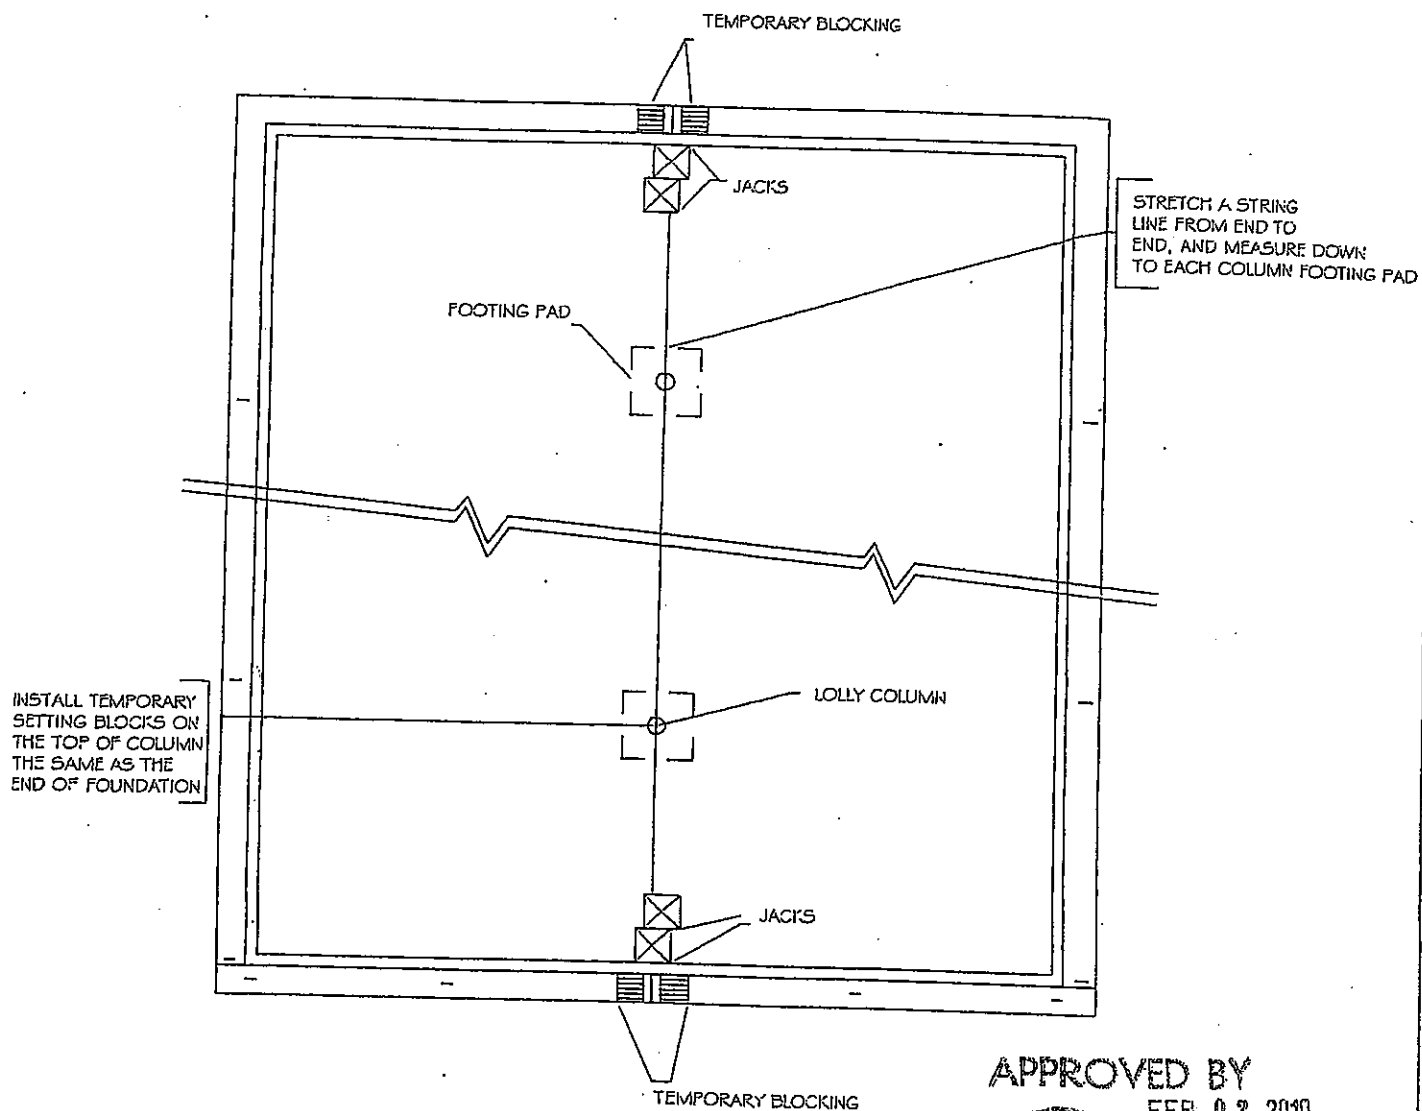 TEMPORARY BLOCKING
JACKS
STRETCH A STRING
LINE FROM END TO
END, AND MEASURE DOWN
TO EACH COLUMN FOOTING PAD
FOOTING PAD
INSTALL TEMPORARY
SETTING BLOCKS ON
THE TOP OF COLUMN
THE SAME AS THE
END OF FOUNDATION
LOLLY COLUMN
JACKS
TEMPORARY BLOCKING
APPROVED BY
FEB 2010